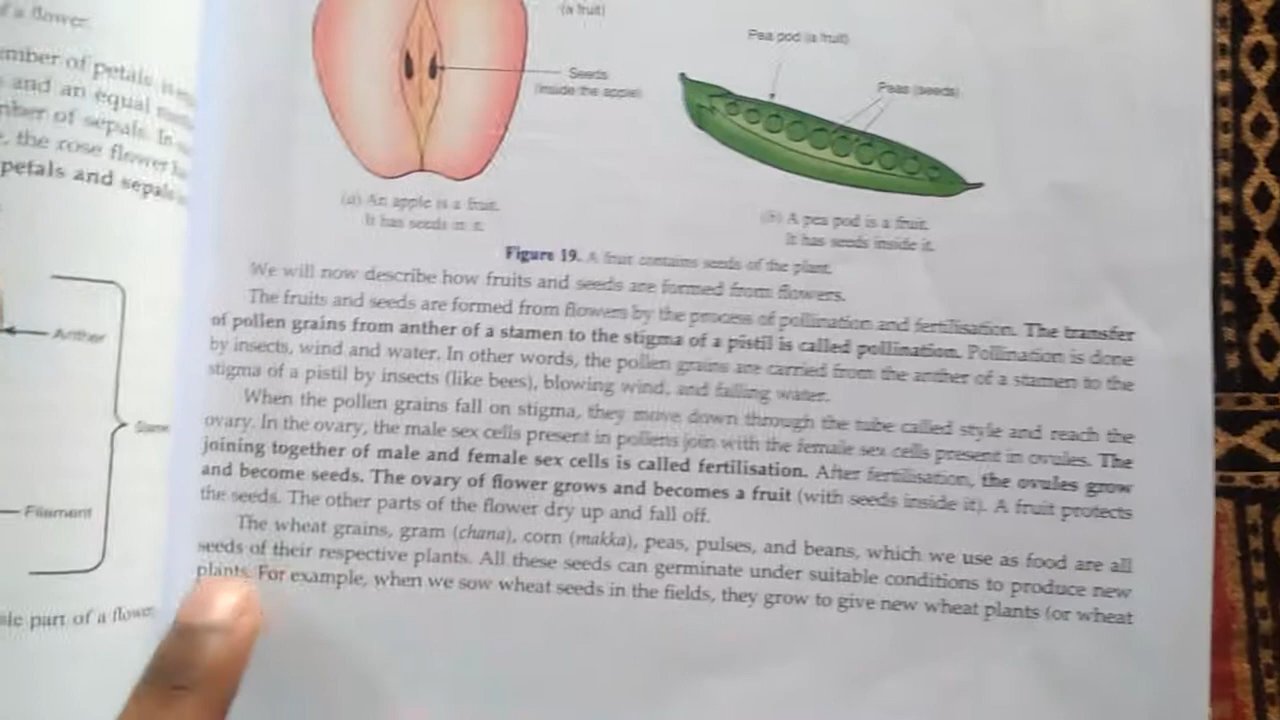 of a flower.
mber of petals
and an equal
mber of sepals. In
, the rose flower
petals and sepals
Anther
Filament
le part of a flower
(a fruit)
Seeds
(inside the apple)
Pea pod (a fruit)
Peas (seeds)
(a) An apple is a fruit.
It has seeds in it.
(b) A pea pod is a fruit.
It has seeds inside it.
Figure 19. A fruit contains seeds of the plant.
We will now describe how fruits and seeds are formed from flowers.
The fruits and seeds are formed from flowers by the process of pollination and fertilisation. The transfer
of pollen grains from anther of a stamen to the stigma of a pistil is called pollination. Pollination is done
by insects, wind and water. In other words, the pollen grains are carried from the anther of a stamen to the
stigma of a pistil by insects (like bees), blowing wind, and falling water.
When the pollen grains fall on stigma, they move down through the tube called style and reach the
ovary. In the ovary, the male sex cells present in pollens join with the female sex cells present in ovules. The
joining together of male and female sex cells is called fertilisation. After fertilisation, the ovules grow
and become seeds. The ovary of flower grows and becomes a fruit (with seeds inside it). A fruit protects
the seeds. The other parts of the flower dry up and fall off.
The wheat grains, gram (chana), corn (makka), peas, pulses, and beans, which we use as food are all
seeds of their respective plants. All these seeds can germinate under suitable conditions to produce new
plants. For example, when we sow wheat seeds in the fields, they grow to give new wheat plants (or wheat